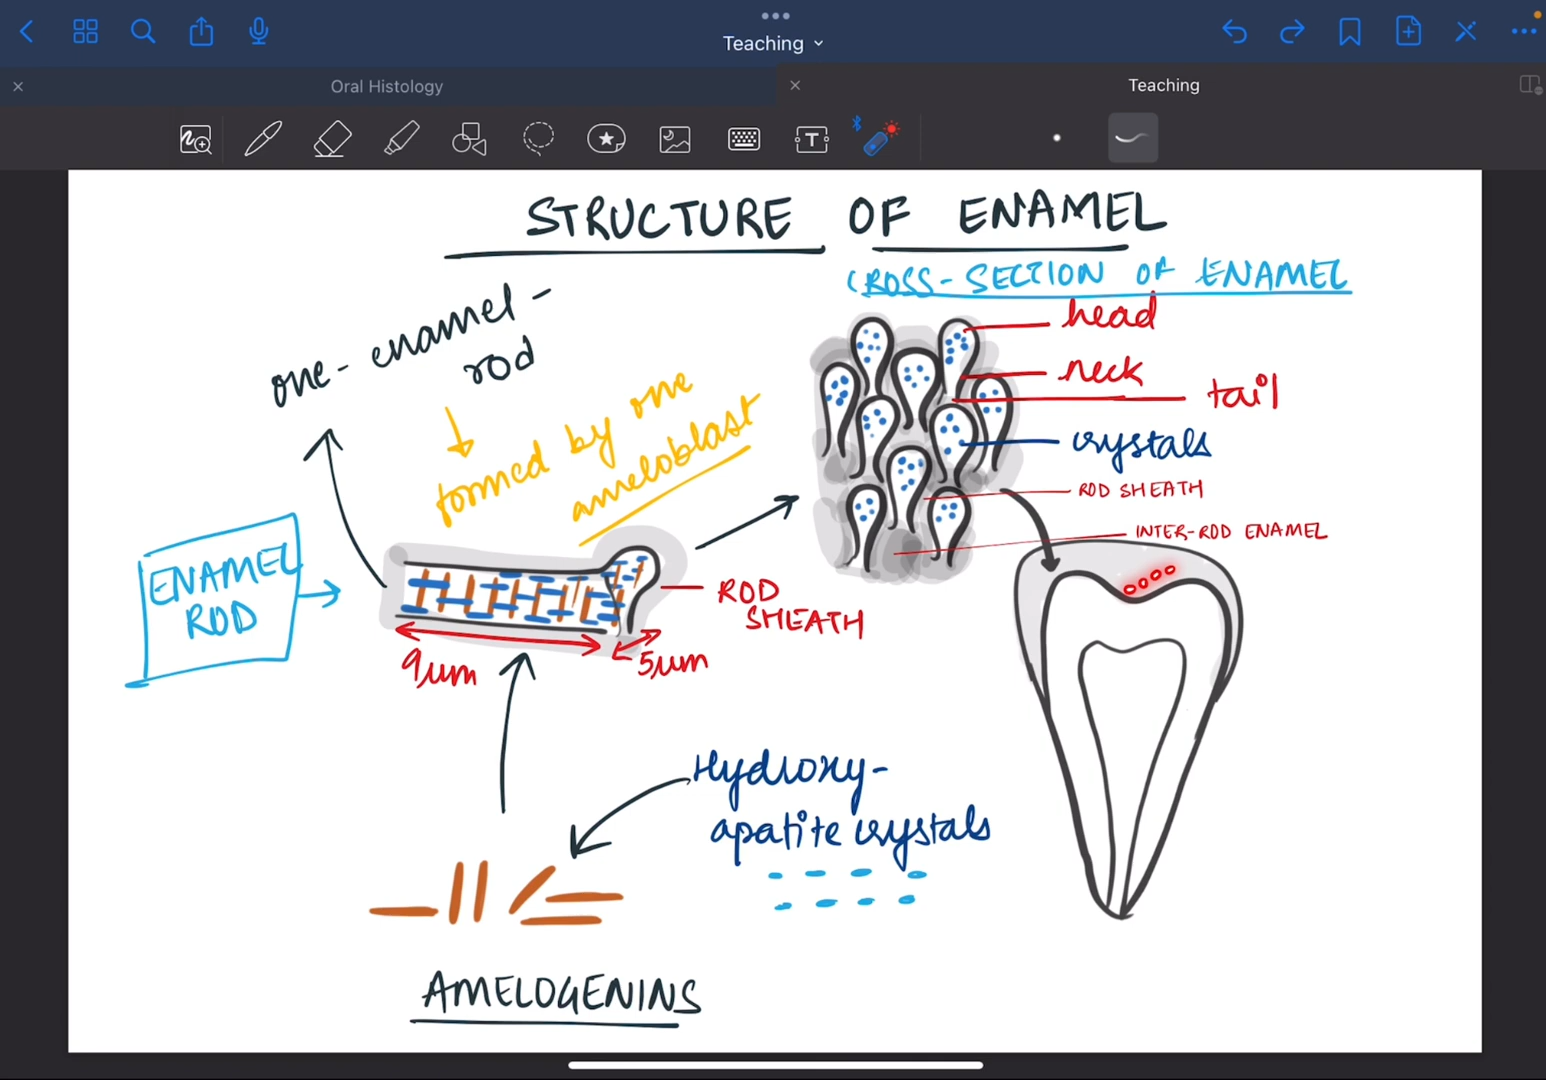 Teaching
Oral Histology
Teaching
T
STRUCTURE OF ENAMEL
CROSS-SECTION OF ENAMEL
head
neck
tail
crystals
ROD SHEATH
INTER-ROD ENAMEL
one-enamel-
rod
formed by one
ameloblast
ENAMEL
ROD
ROD
SHEATH
9um
5um
Hydroxy-
apatite crystals
AMELOGENINS